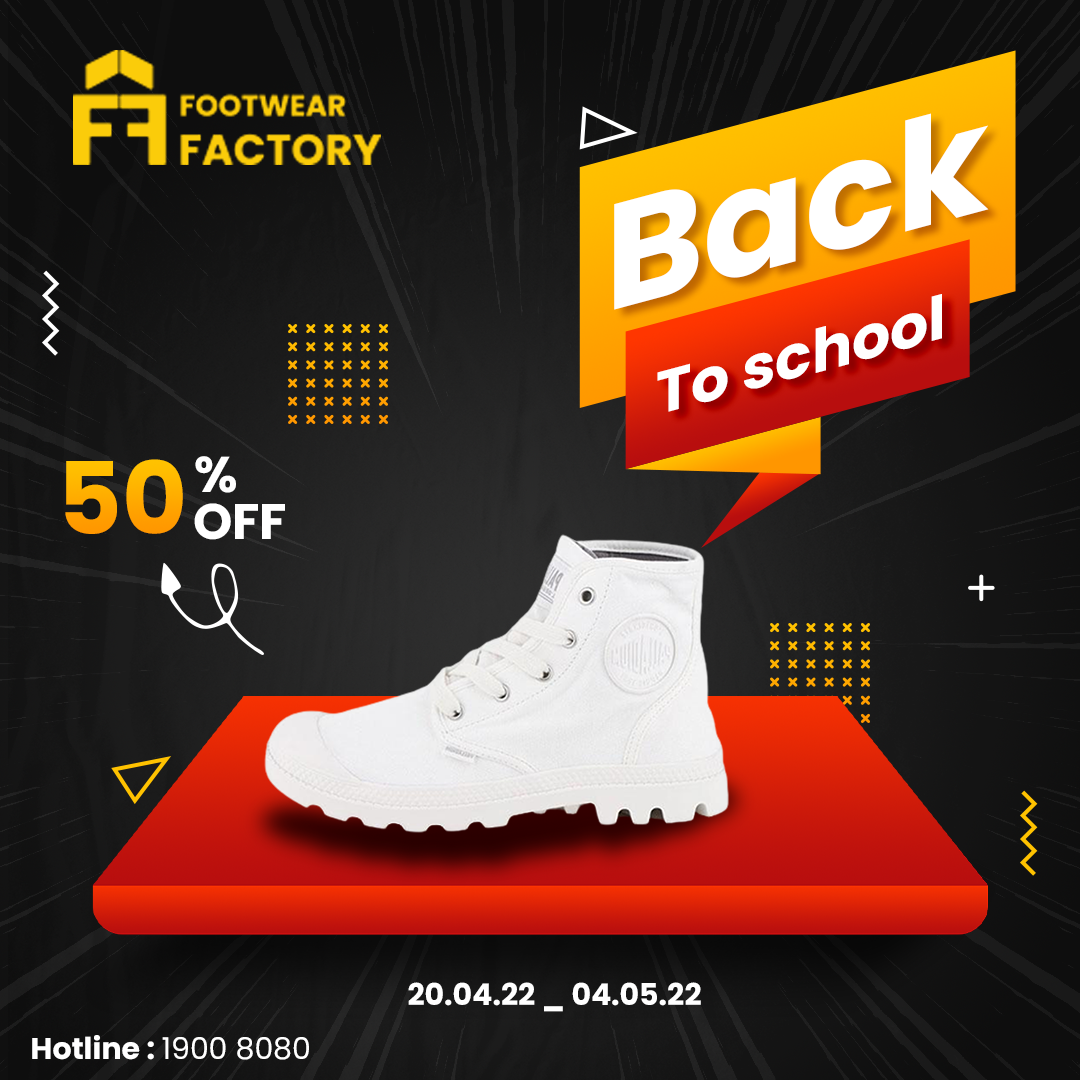 FOOTWEAR
FACTORY
Back
To school
50 %
OFF
20.04.22 _ 04.05.22
Hotline : 1900 8080